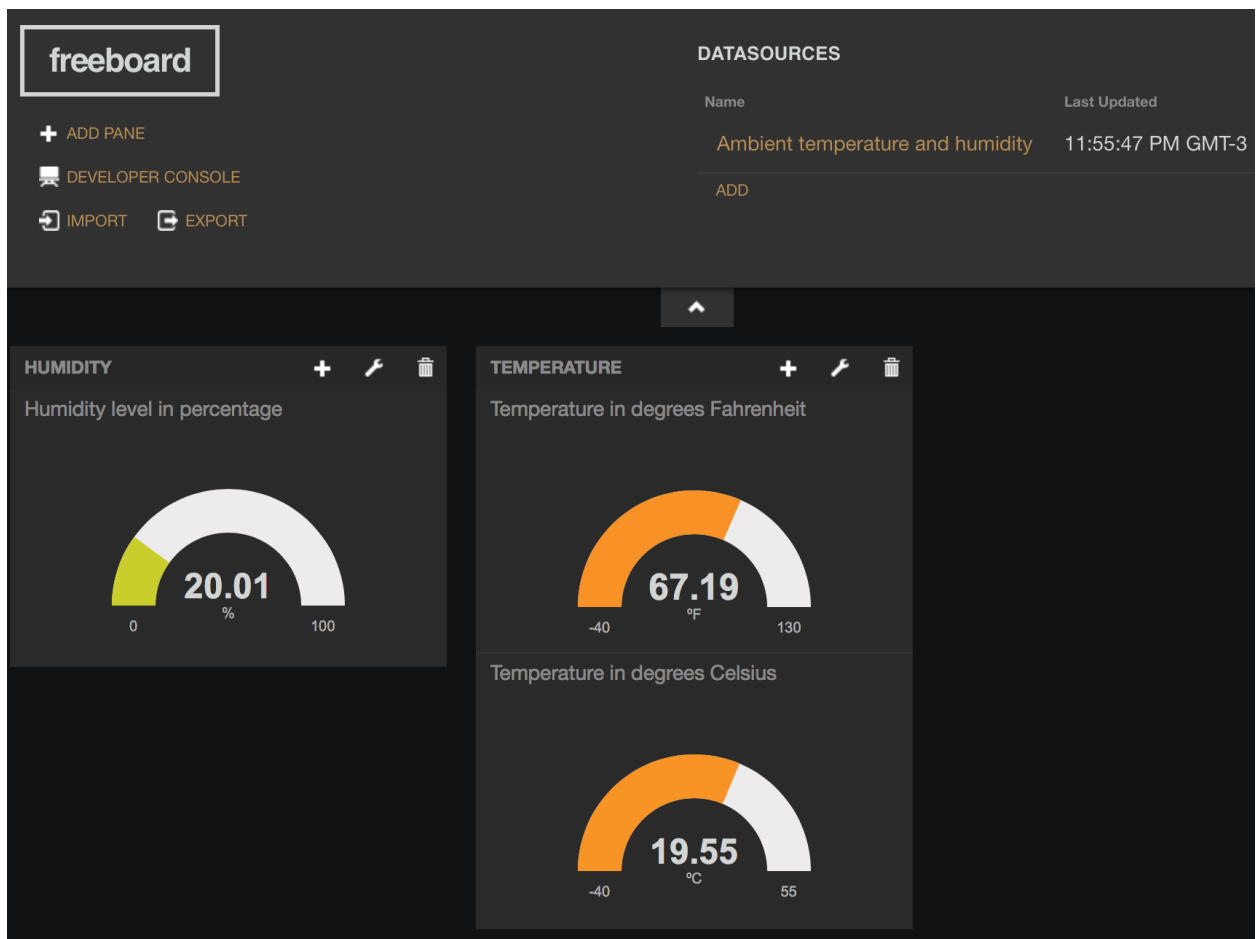 freeboard
ADD PANE
DEVELOPER CONSOLE
IMPORT EXPORT
DATASOURCES
Name Last Updated
Ambient temperature and humidity 11:55:47 PM GMT-3
ADD
HUMIDITY
Humidity level in percentage
20.01
%
0 100
TEMPERATURE
Temperature in degrees Fahrenheit
67.19
ºF
-40 130
Temperature in degrees Celsius
19.55
ºC
-40 55